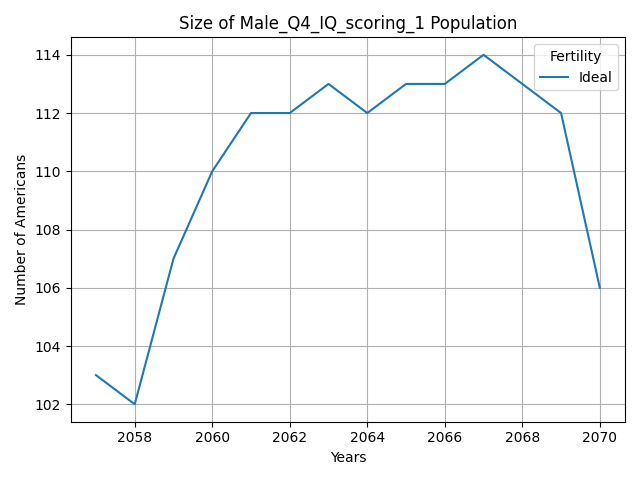 Size of Male_Q4_IQ_scoring_1 Population
Fertility
Ideal
Number of Americans
114
112
110
108
106
104
102
2058 2060 2062 2064 2066 2068 2070
Years